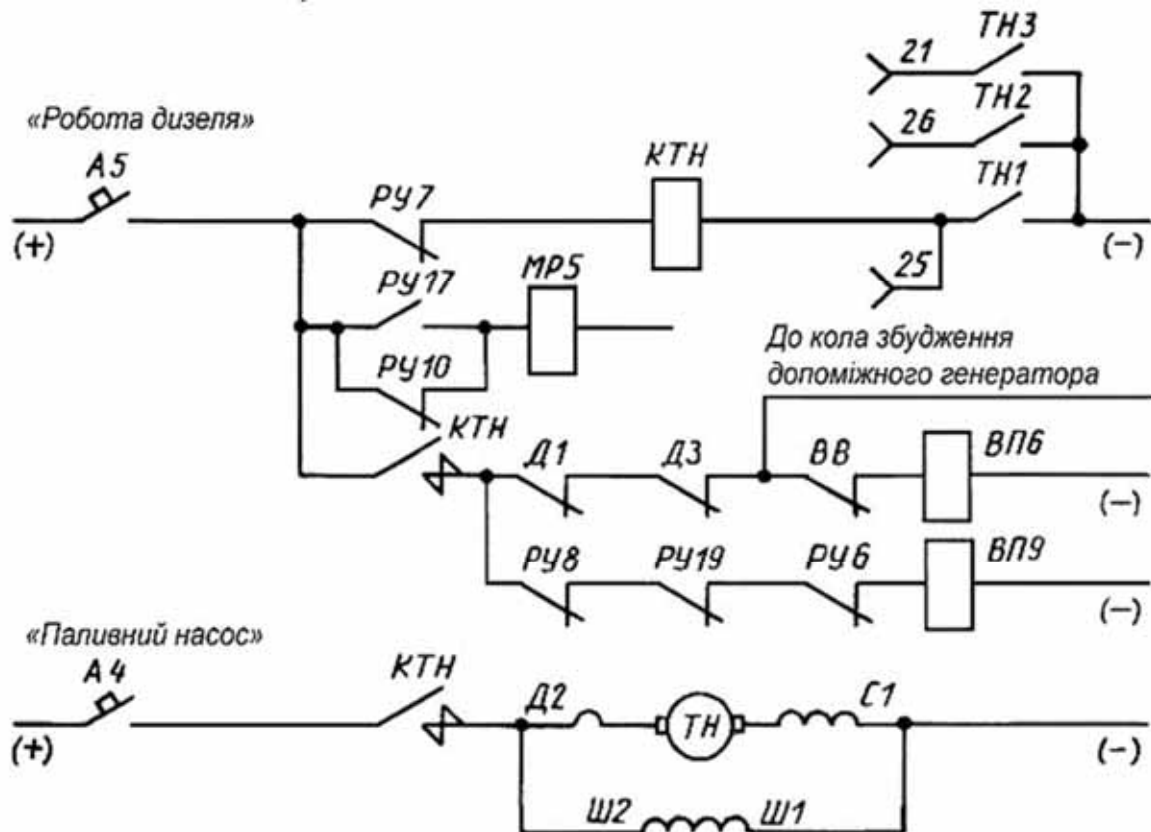 ТН3
21
«Робота дизеля»
ТН2
26
А5
КТН
ТН1
РУ7
(+)
(-)
25
МР5
РУ17
До кола збудження
допоміжного генератора
РУ10
КТН
Д1
Д3
ВВ
ВП6
(-)
РУ8
РУ19
РУ6
ВП9
(-)
«Паливний насос»
А4
КТН
Д2
ТН
С1
(+)
(-)
Ш2
Ш1